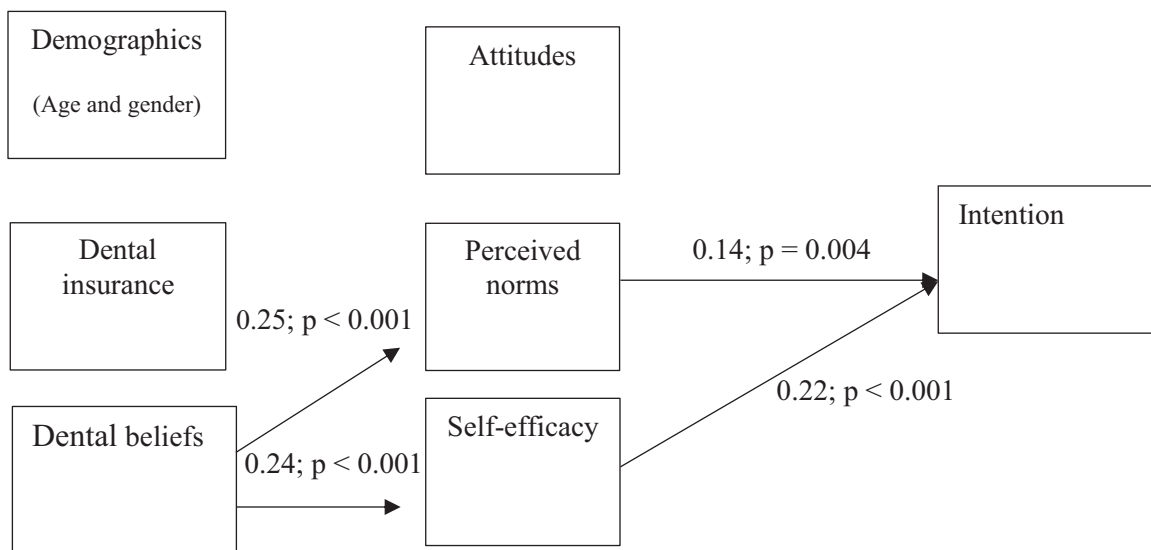 Demographics
(Age and gender)
Attitudes
Dental
insurance
Perceived
norms
Intention
0.14; p = 0.004
0.25; p < 0.001
0.22; p < 0.001
Dental beliefs
Self-efficacy
0.24; p < 0.001